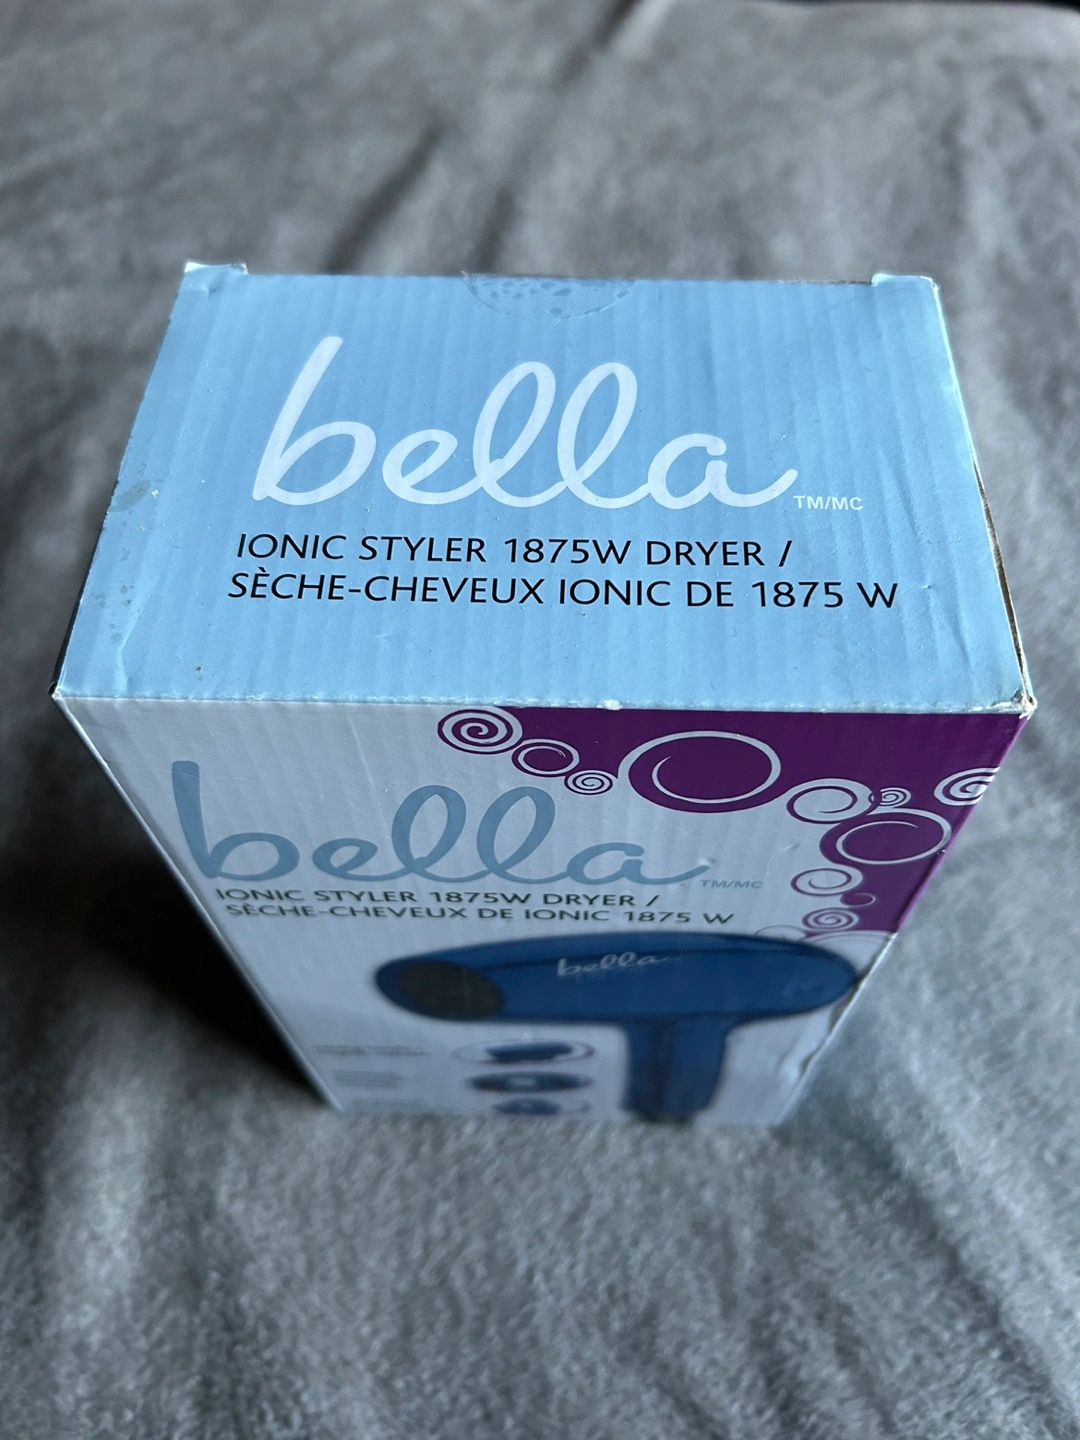 bella TM/MC
IONIC STYLER 1875W DRYER /
SÈCHE-CHEVEUX IONIC DE 1875 W
bella TM/MC
IONIC STYLER 1875W DRYER /
SÈCHE-CHEVEUX DE IONIC 1875 W
bella